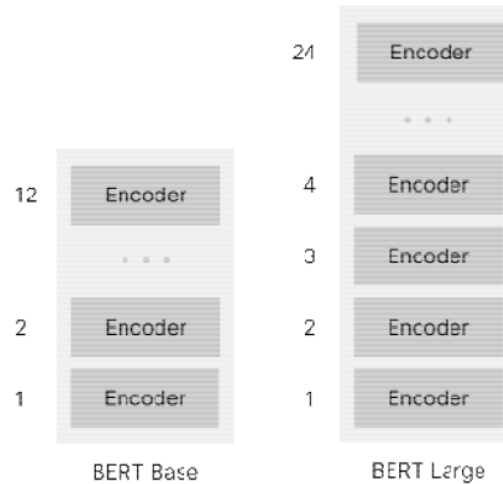 24 Encoder
. . .
12 Encoder
4 Encoder
. . .
3 Encoder
2 Encoder
2 Encoder
1 Encoder
1 Encoder
BERT Base
BERT Large